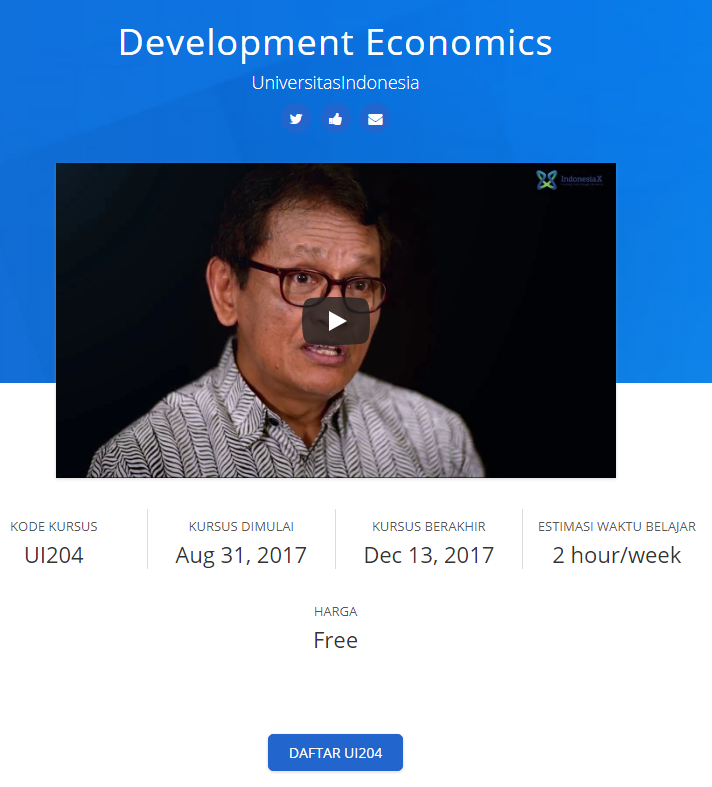 Development Economics
UniversitasIndonesia
IndonesiaX
KODE KURSUS
UI204
KURSUS DIMULAI
Aug 31, 2017
KURSUS BERAKHIR
Dec 13, 2017
ESTIMASI WAKTU BELAJAR
2 hour/week
HARGA
Free
DAFTAR UI204